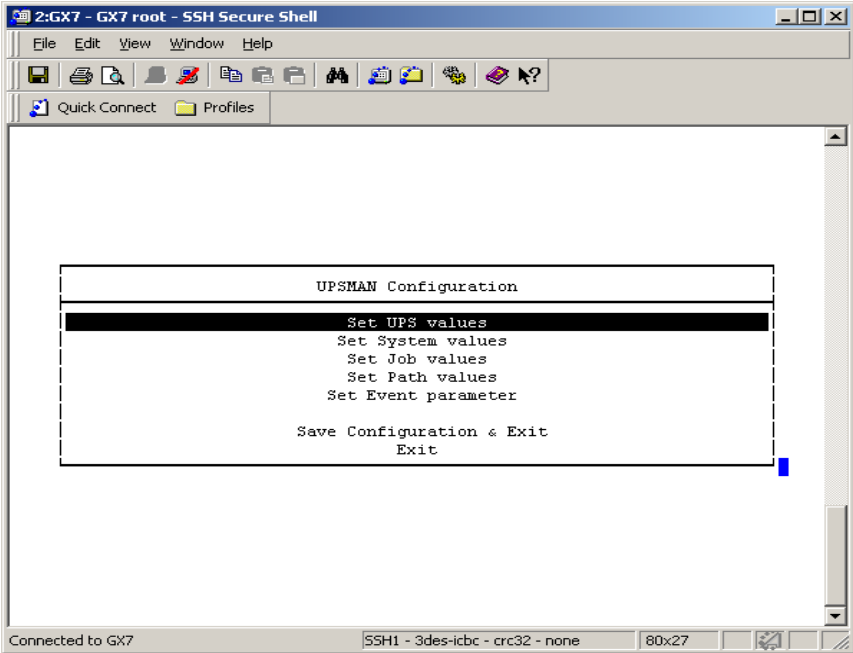 2:GX7 - GX7 root - SSH Secure Shell
File Edit View Window Help
Quick Connect Profiles
UPSMAN Configuration
Set UPS values
Set System values
Set Job values
Set Path values
Set Event parameter
Save Configuration & Exit
Exit
Connected to GX7 SSH1 - 3des-icbc - crc32 - none 80x27